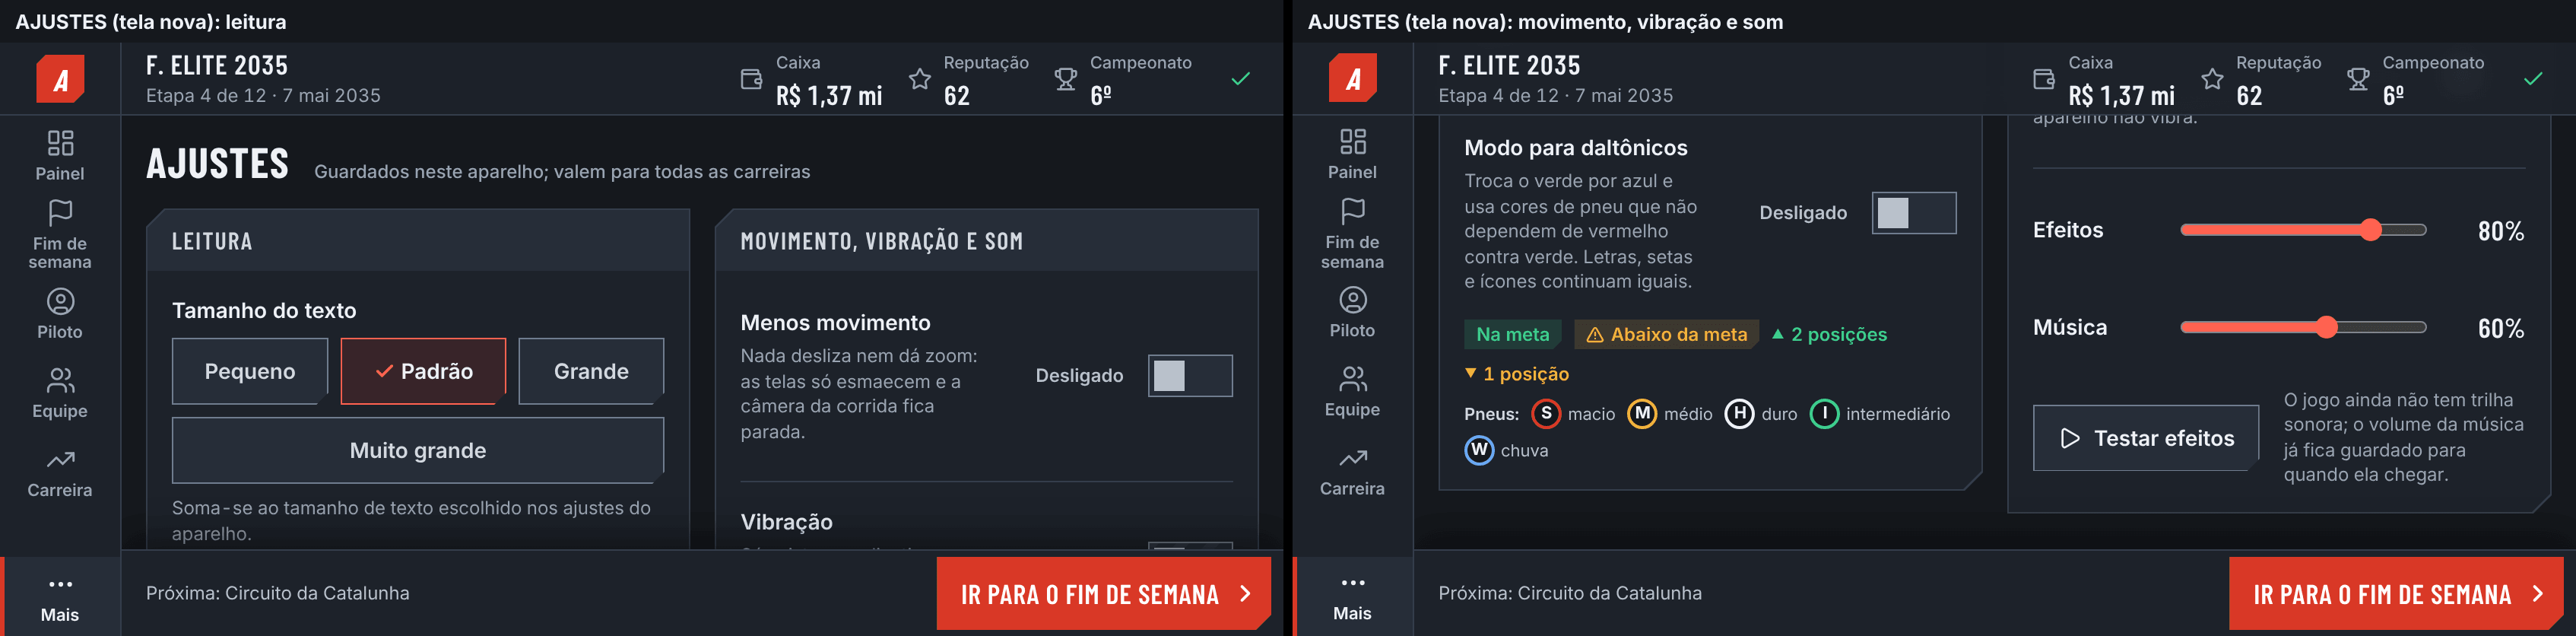 AJUSTES (tela nova): leitura
A
F. ELITE 2035
Etapa 4 de 12 · 7 mai 2035
Caixa
R$ 1,37 mi
Reputação
62
Campeonato
6º
Painel
Fim de
semana
Piloto
Equipe
Carreira
Mais
AJUSTES
Guardados neste aparelho; valem para todas as carreiras
LEITURA
Tamanho do texto
Pequeno
Padrão
Grande
Muito grande
Soma-se ao tamanho de texto escolhido nos ajustes do
aparelho.
MOVIMENTO, VIBRAÇÃO E SOM
Menos movimento
Nada desliza nem dá zoom:
as telas só esmaecem e a
câmera da corrida fica
parada.
Desligado
Vibração
Próxima: Circuito da Catalunha
IR PARA O FIM DE SEMANA
AJUSTES (tela nova): movimento, vibração e som
A
F. ELITE 2035
Etapa 4 de 12 · 7 mai 2035
Caixa
R$ 1,37 mi
Reputação
62
Campeonato
6º
Painel
Fim de
semana
Piloto
Equipe
Carreira
Mais
Modo para daltônicos
Troca o verde por azul e
usa cores de pneu que não
dependem de vermelho
contra verde. Letras, setas
e ícones continuam iguais.
Desligado
Na meta
Abaixo da meta
2 posições
1 posição
Pneus: S macio M médio H duro I intermediário
W chuva
aparelho não vibra.
Efeitos
80%
Música
60%
Testar efeitos
O jogo ainda não tem trilha
sonora; o volume da música
já fica guardado para
quando ela chegar.
Próxima: Circuito da Catalunha
IR PARA O FIM DE SEMANA